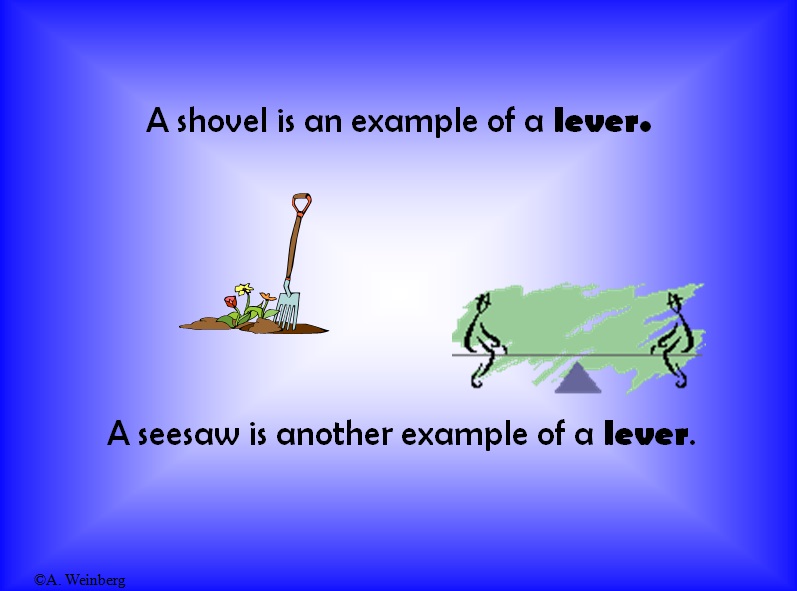 A shovel is an example of a lever.
A seesaw is another example of a lever.
©A. Weinberg